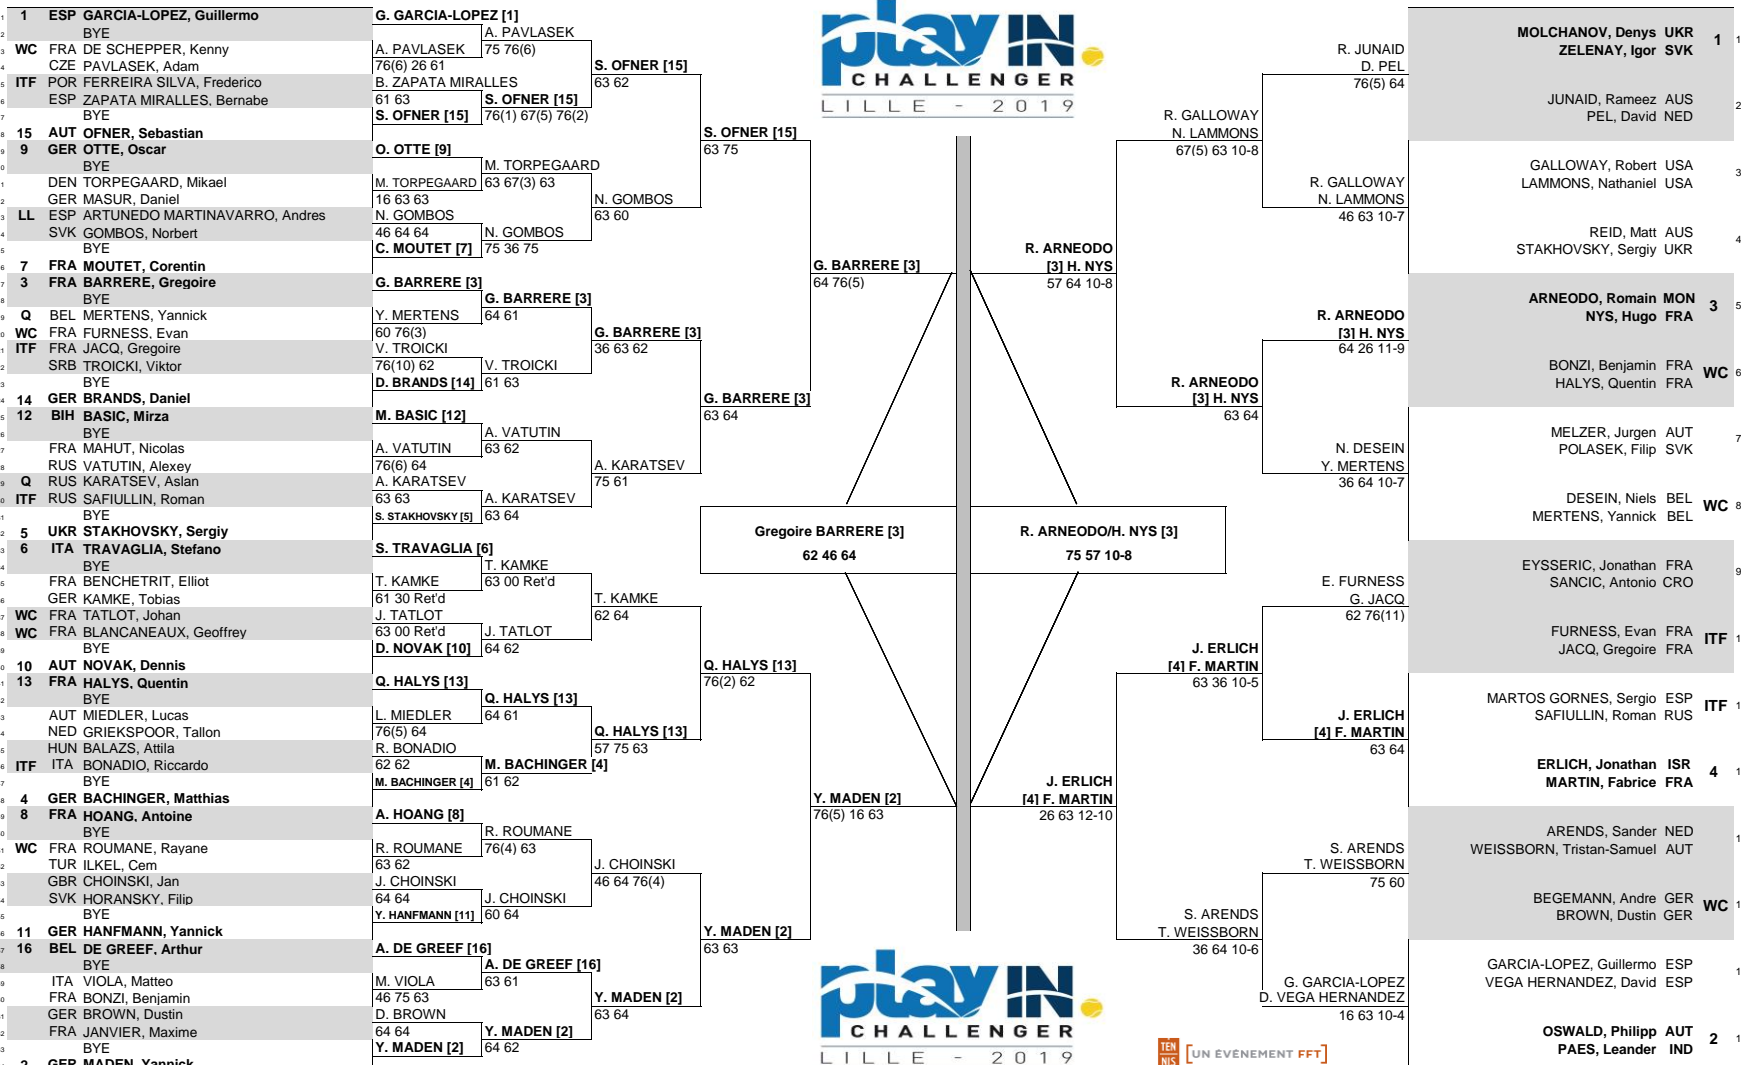 1 ESP GARCIA-LOPEZ, Guillermo
BYE
WC FRA DE SCHEPPER, Kenny
CZE PAVLASEK, Adam
ITF POR FERREIRA SILVA, Frederico
ESP ZAPATA MIRALLES, Bernabe
BYE
15 AUT OFNER, Sebastian
9 GER OTTE, Oscar
BYE
DEN TORPEGAARD, Mikael
GER MASUR, Daniel
LL ESP ARTUNEDO MARTINAVARRO, Andres
SVK GOMBOS, Norbert
BYE
7 FRA MOUTET, Corentin
3 FRA BARRERE, Gregoire
BYE
Q BEL MERTENS, Yannick
WC FRA FURNESS, Evan
ITF FRA JACQ, Gregoire
SRB TROICKI, Viktor
BYE
14 GER BRANDS, Daniel
12 BIH BASIC, Mirza
BYE
FRA MAHUT, Nicolas
RUS VATUTIN, Alexey
Q RUS KARATSEV, Aslan
ITF RUS SAFIULLIN, Roman
BYE
5 UKR STAKHOVSKY, Sergiy
6 ITA TRAVAGLIA, Stefano
BYE
FRA BENCHETRIT, Elliot
GER KAMKE, Tobias
WC FRA TATLOT, Johan
WC FRA BLANCANEAUX, Geoffrey
BYE
10 AUT NOVAK, Dennis
13 FRA HALYS, Quentin
BYE
AUT MIEDLER, Lucas
NED GRIEKSPOOR, Tallon
HUN BALAZS, Attila
ITF ITA BONADIO, Riccardo
BYE
4 GER BACHINGER, Matthias
8 FRA HOANG, Antoine
BYE
WC FRA ROUMANE, Rayane
TUR ILKEL, Cem
GBR CHOINSKI, Jan
SVK HORANSKY, Filip
BYE
11 GER HANFMANN, Yannick
16 BEL DE GREEF, Arthur
BYE
ITA VIOLA, Matteo
FRA BONZI, Benjamin
GER BROWN, Dustin
FRA JANVIER, Maxime
BYE
2 GER MADEN, Yannick
G. GARCIA-LOPEZ [1]
A. PAVLASEK
76(6) 26 61
B. ZAPATA MIRALLES
61 63
S. OFNER [15]
O. OTTE [9]
M. TORPEGAARD
16 63 63
N. GOMBOS
46 64 64
C. MOUTET [7]
G. BARRERE [3]
Y. MERTENS
60 76(3)
V. TROICKI
76(10) 62
D. BRANDS [14]
M. BASIC [12]
A. VATUTIN
76(6) 64
A. KARATSEV
63 63
S. STAKHOVSKY [5]
S. TRAVAGLIA [6]
T. KAMKE
61 30 Ret'd
J. TATLOT
63 00 Ret'd
D. NOVAK [10]
Q. HALYS [13]
L. MIEDLER
76(5) 64
R. BONADIO
62 62
M. BACHINGER [4]
A. HOANG [8]
R. ROUMANE
63 62
J. CHOINSKI
64 64
Y. HANFMANN [11]
A. DE GREEF [16]
M. VIOLA
46 75 63
D. BROWN
64 64
Y. MADEN [2]
A. PAVLASEK
75 76(6)
S. OFNER [15]
76(1) 67(5) 76(2)
M. TORPEGAARD
63 67(3) 63
N. GOMBOS
75 36 75
G. BARRERE [3]
64 61
V. TROICKI
61 63
A. VATUTIN
63 62
A. KARATSEV
63 64
T. KAMKE
63 00 Ret'd
J. TATLOT
64 62
Q. HALYS [13]
64 61
M. BACHINGER [4]
61 62
R. ROUMANE
76(4) 63
J. CHOINSKI
60 64
A. DE GREEF [16]
63 61
Y. MADEN [2]
64 62
S. OFNER [15]
63 62
N. GOMBOS
63 60
G. BARRERE [3]
36 63 62
A. KARATSEV
75 61
T. KAMKE
62 64
Q. HALYS [13]
57 75 63
J. CHOINSKI
46 64 76(4)
Y. MADEN [2]
63 64
S. OFNER [15]
63 75
G. BARRERE [3]
63 64
Q. HALYS [13]
76(2) 62
Y. MADEN [2]
63 63
G. BARRERE [3]
64 76(5)
Y. MADEN [2]
76(5) 16 63
play IN
CHALLENGER
LILLE - 2019
Gregoire BARRERE [3]
62 46 64
R. ARNEODO/H. NYS [3]
75 57 10-8
play IN
CHALLENGER
LILLE - 2019
R. ARNEODO
[3] H. NYS
57 64 10-8
J. ERLICH
[4] F. MARTIN
26 63 12-10
R. GALLOWAY
N. LAMMONS
67(5) 63 10-8
R. ARNEODO
[3] H. NYS
63 64
J. ERLICH
[4] F. MARTIN
63 36 10-5
S. ARENDS
T. WEISSBORN
36 64 10-6
R. JUNAID
D. PEL
76(5) 64
R. GALLOWAY
N. LAMMONS
46 63 10-7
R. ARNEODO
[3] H. NYS
64 26 11-9
N. DESEIN
Y. MERTENS
36 64 10-7
E. FURNESS
G. JACQ
62 76(11)
J. ERLICH
[4] F. MARTIN
63 64
S. ARENDS
T. WEISSBORN
75 60
G. GARCIA-LOPEZ
D. VEGA HERNANDEZ
16 63 10-4
TENNIS [UN ÉVÉNEMENT FFT]
MOLCHANOV, Denys UKR
ZELENAY, Igor SVK
1
JUNAID, Rameez AUS
PEL, David NED
GALLOWAY, Robert USA
LAMMONS, Nathaniel USA
REID, Matt AUS
STAKHOVSKY, Sergiy UKR
ARNEODO, Romain MON
NYS, Hugo FRA
3
BONZI, Benjamin FRA
HALYS, Quentin FRA
WC
MELZER, Jurgen AUT
POLASEK, Filip SVK
DESEIN, Niels BEL
MERTENS, Yannick BEL
WC
EYSSERIC, Jonathan FRA
SANCIC, Antonio CRO
FURNESS, Evan FRA
JACQ, Gregoire FRA
ITF
MARTOS GORNES, Sergio ESP
SAFIULLIN, Roman RUS
ITF
ERLICH, Jonathan ISR
MARTIN, Fabrice FRA
4
ARENDS, Sander NED
WEISSBORN, Tristan-Samuel AUT
BEGEMANN, Andre GER
BROWN, Dustin GER
WC
GARCIA-LOPEZ, Guillermo ESP
VEGA HERNANDEZ, David ESP
OSWALD, Philipp AUT
PAES, Leander IND
2